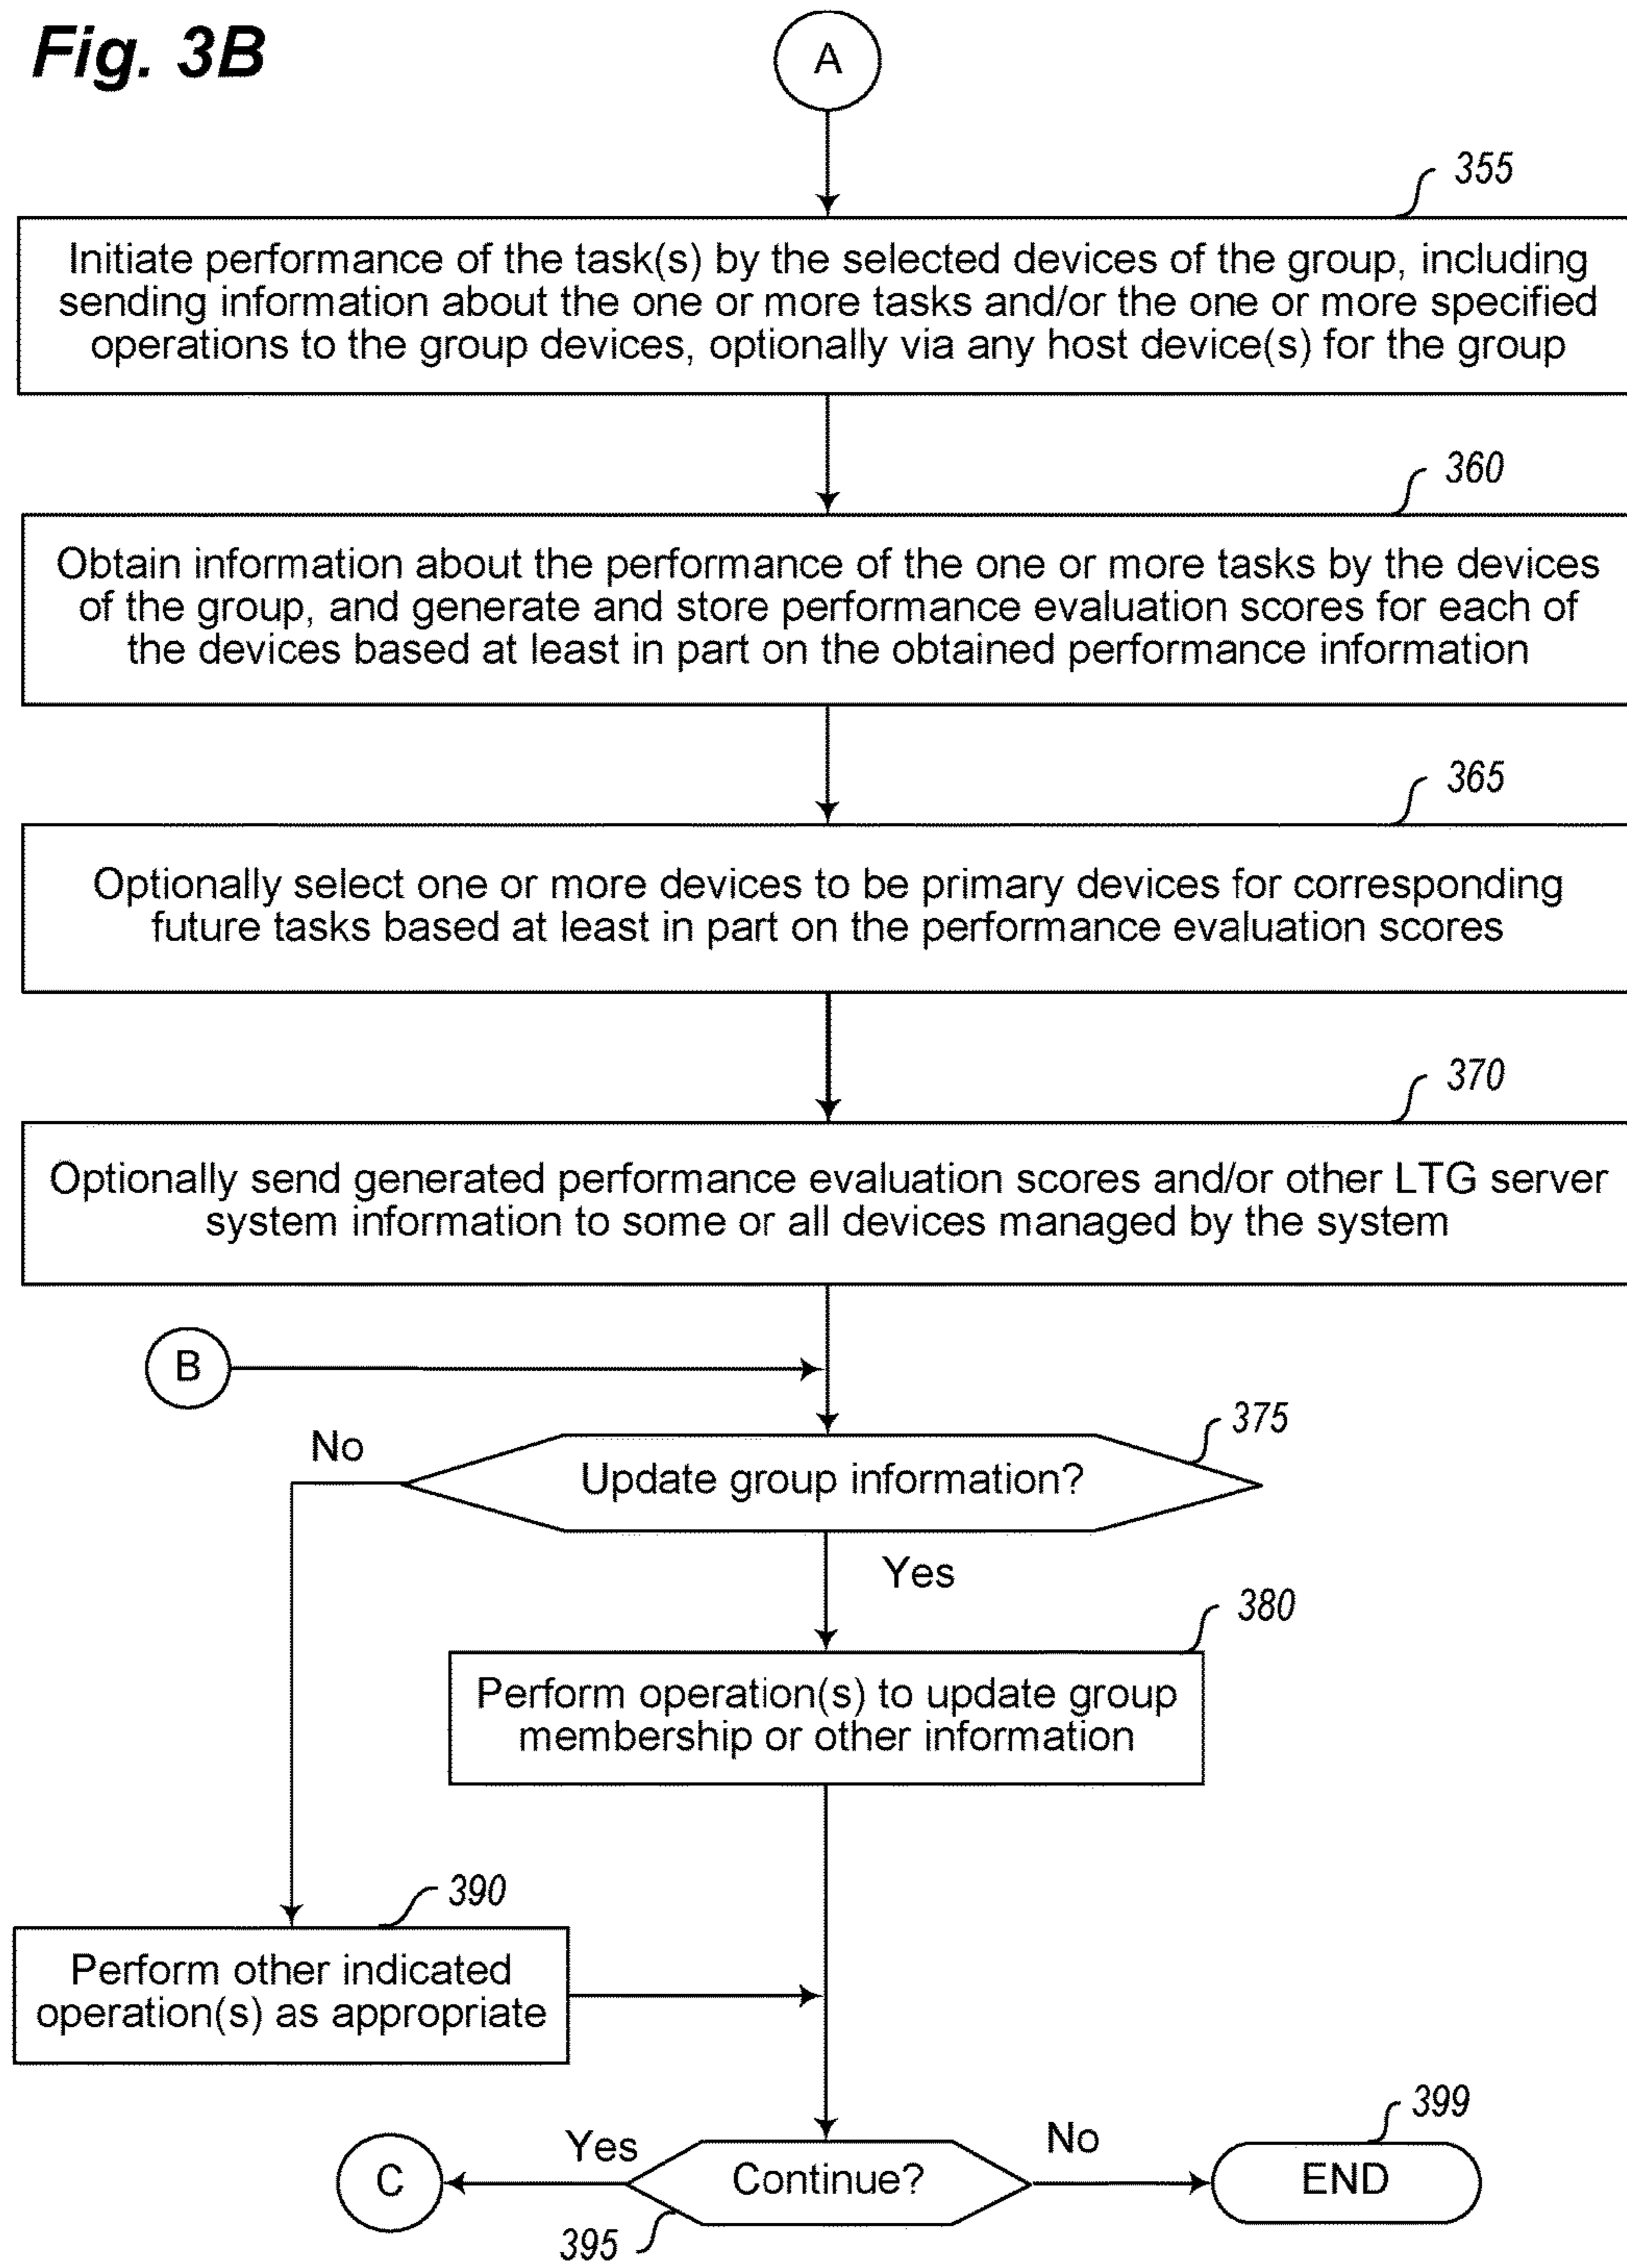 Fig. 3B
A
355
Initiate performance of the task(s) by the selected devices of the group, including
sending information about the one or more tasks and/or the one or more specified
operations to the group devices, optionally via any host device(s) for the group
360
Obtain information about the performance of the one or more tasks by the devices
of the group, and generate and store performance evaluation scores for each of
the devices based at least in part on the obtained performance information
365
Optionally select one or more devices to be primary devices for corresponding
future tasks based at least in part on the performance evaluation scores
370
Optionally send generated performance evaluation scores and/or other LTG server
system information to some or all devices managed by the system
B
375
No
Update group information?
Yes
380
Perform operation(s) to update group
membership or other information
390
Perform other indicated
operation(s) as appropriate
399
Yes
No
C
Continue?
END
395